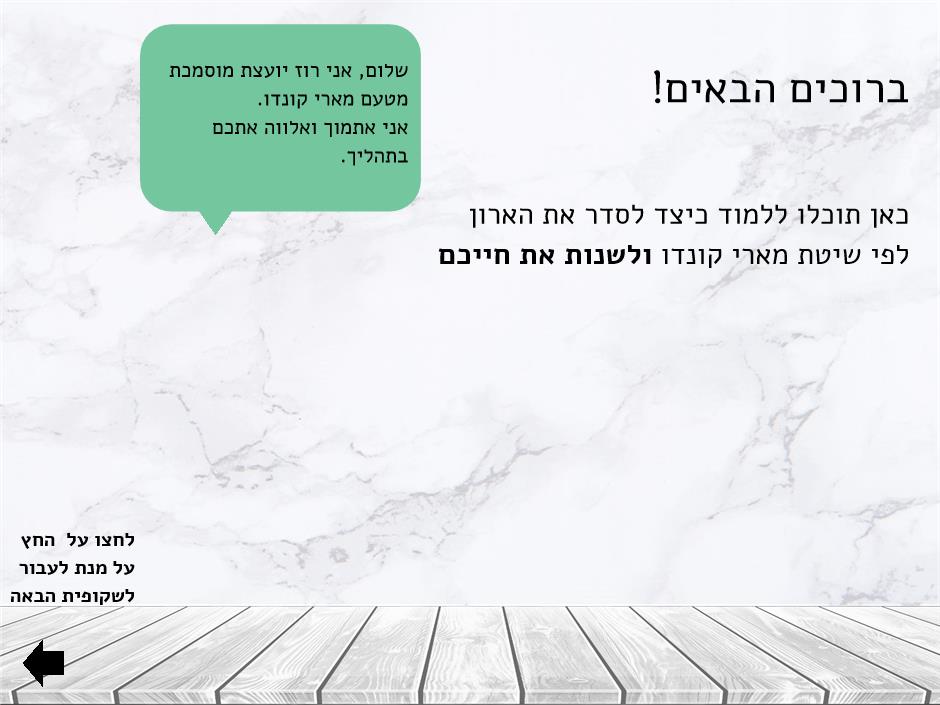 ברוכים הבאים!
כאן תוכלו ללמוד כיצד לסדר את הארון
לפי שיטת מארי קונדו ולשנות את חייכם
שלום, אני רוז יועצת מוסמכת
מטעם מארי קונדו.
אני אתמוך ואלווה אתכם
בתהליך.
לחצו על החץ
על מנת לעבור
לשקופית הבאה